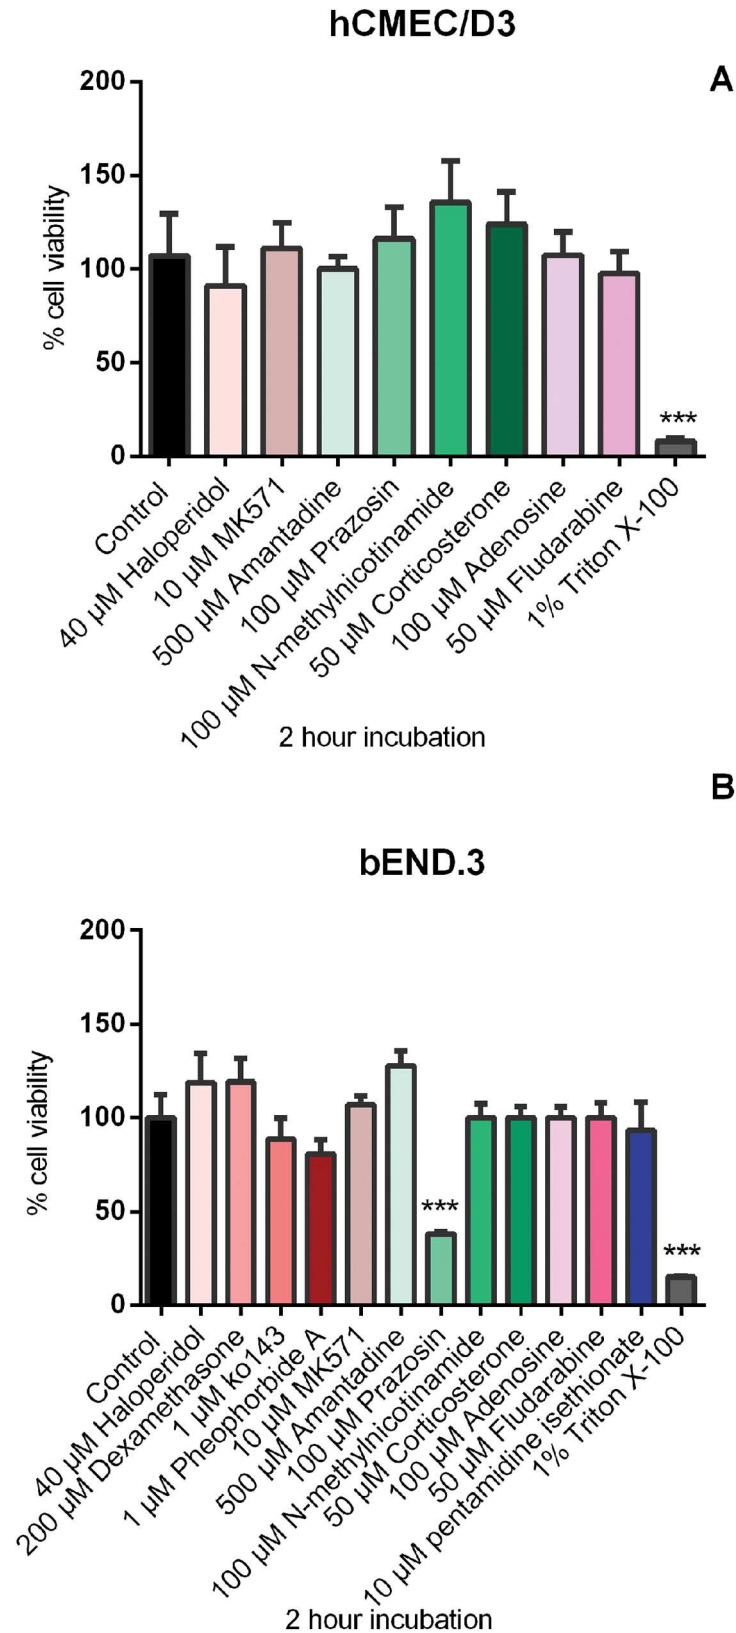 hCMEC/D3
A
200
150
100
50
0
% cell viability
***
Control
40 µM Haloperidol
10 µM MK571
500 µM Amantadine
100 µM Prazosin
100 µM N-methylnicotinamide
50 µM Corticosterone
100 µM Adenosine
50 µM Fludarabine
1% Triton X-100
2 hour incubation
B
bEND.3
200
150
100
50
0
% cell viability
***
***
Control
40 µM Haloperidol
200 µM Dexamethasone
1 µM ko143
1 µM Pheophorbide A
10 µM MK571
500 µM Amantadine
100 µM Prazosin
100 µM N-methylnicotinamide
50 µM Corticosterone
100 µM Adenosine
50 µM Fludarabine
10 µM pentamidine isethionate
1% Triton X-100
2 hour incubation